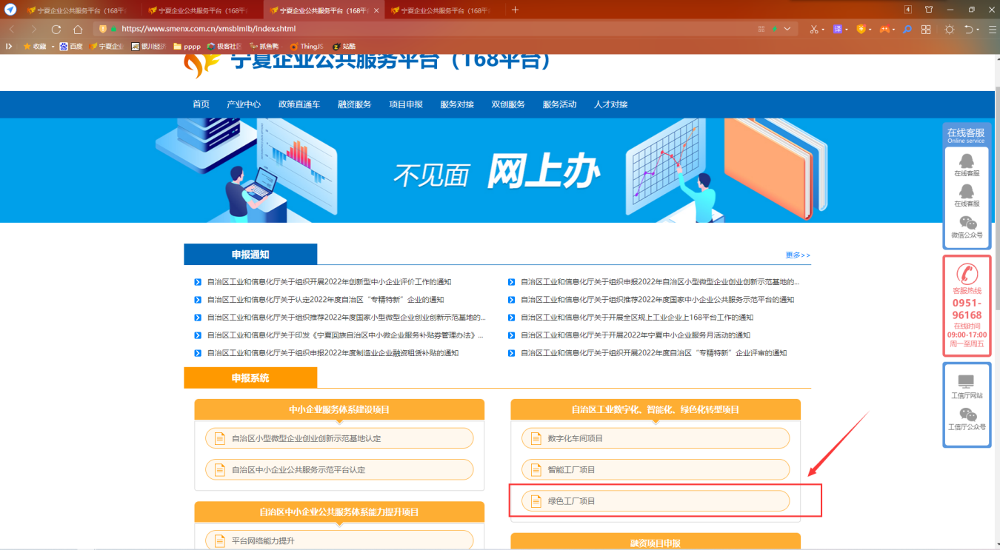 宁夏企业公共服务平台（168平台
宁夏企业公共服务平台（168平台
宁夏企业公共服务平台（168平台
宁夏企业公共服务平台（168平台
4
https://www.smenx.com.cn/xmsblmlb/index.shtml
译
收藏 百度 宁夏企业 银川经济 pppp 极客社区 抓鱼鸭 ThingJS 站酷
宁夏企业公共服务平台（168平台）
首页 产业中心 政策直通车 融资服务 项目申报 服务对接 双创服务 服务活动 人才对接
不见面 网上办
在线客服
Online service
在线客服
在线客服
微信公众号
客服热线
0951-
96168
在线时间
09:00-17:00
周一至周五
工信厅网站
工信厅公众号
申报通知
更多>>
自治区工业和信息化厅关于组织开展2022年创新型中小企业评价工作的通知
自治区工业和信息化厅关于组织申报2022年自治区小型微型企业创业创新示范基地的...
自治区工业和信息化厅关于认定2022年度自治区“专精特新”企业的通知
自治区工业和信息化厅关于组织推荐2022年度国家中小企业公共服务示范平台的通知
自治区工业和信息化厅关于组织推荐2022年度国家小型微型企业创业创新示范基地的...
自治区工业和信息化厅关于开展全区规上工业企业上168平台工作的通知
自治区工业和信息化厅关于印发《宁夏回族自治区中小微企业服务补贴券管理办法》...
自治区工业和信息化厅关于开展2022年宁夏中小企业服务月活动的通知
自治区工业和信息化厅关于组织申报2022年度制造业企业融资租赁补贴的通知
自治区工业和信息化厅关于组织开展2022年度自治区“专精特新”企业评审的通知
申报系统
中小企业服务体系建设项目
自治区小型微型企业创业创新示范基地认定
自治区中小企业公共服务示范平台认定
自治区中小企业公共服务体系能力提升项目
平台网络能力提升
自治区工业数字化、智能化、绿色化转型项目
数字化车间项目
智能工厂项目
绿色工厂项目
融资项目申报